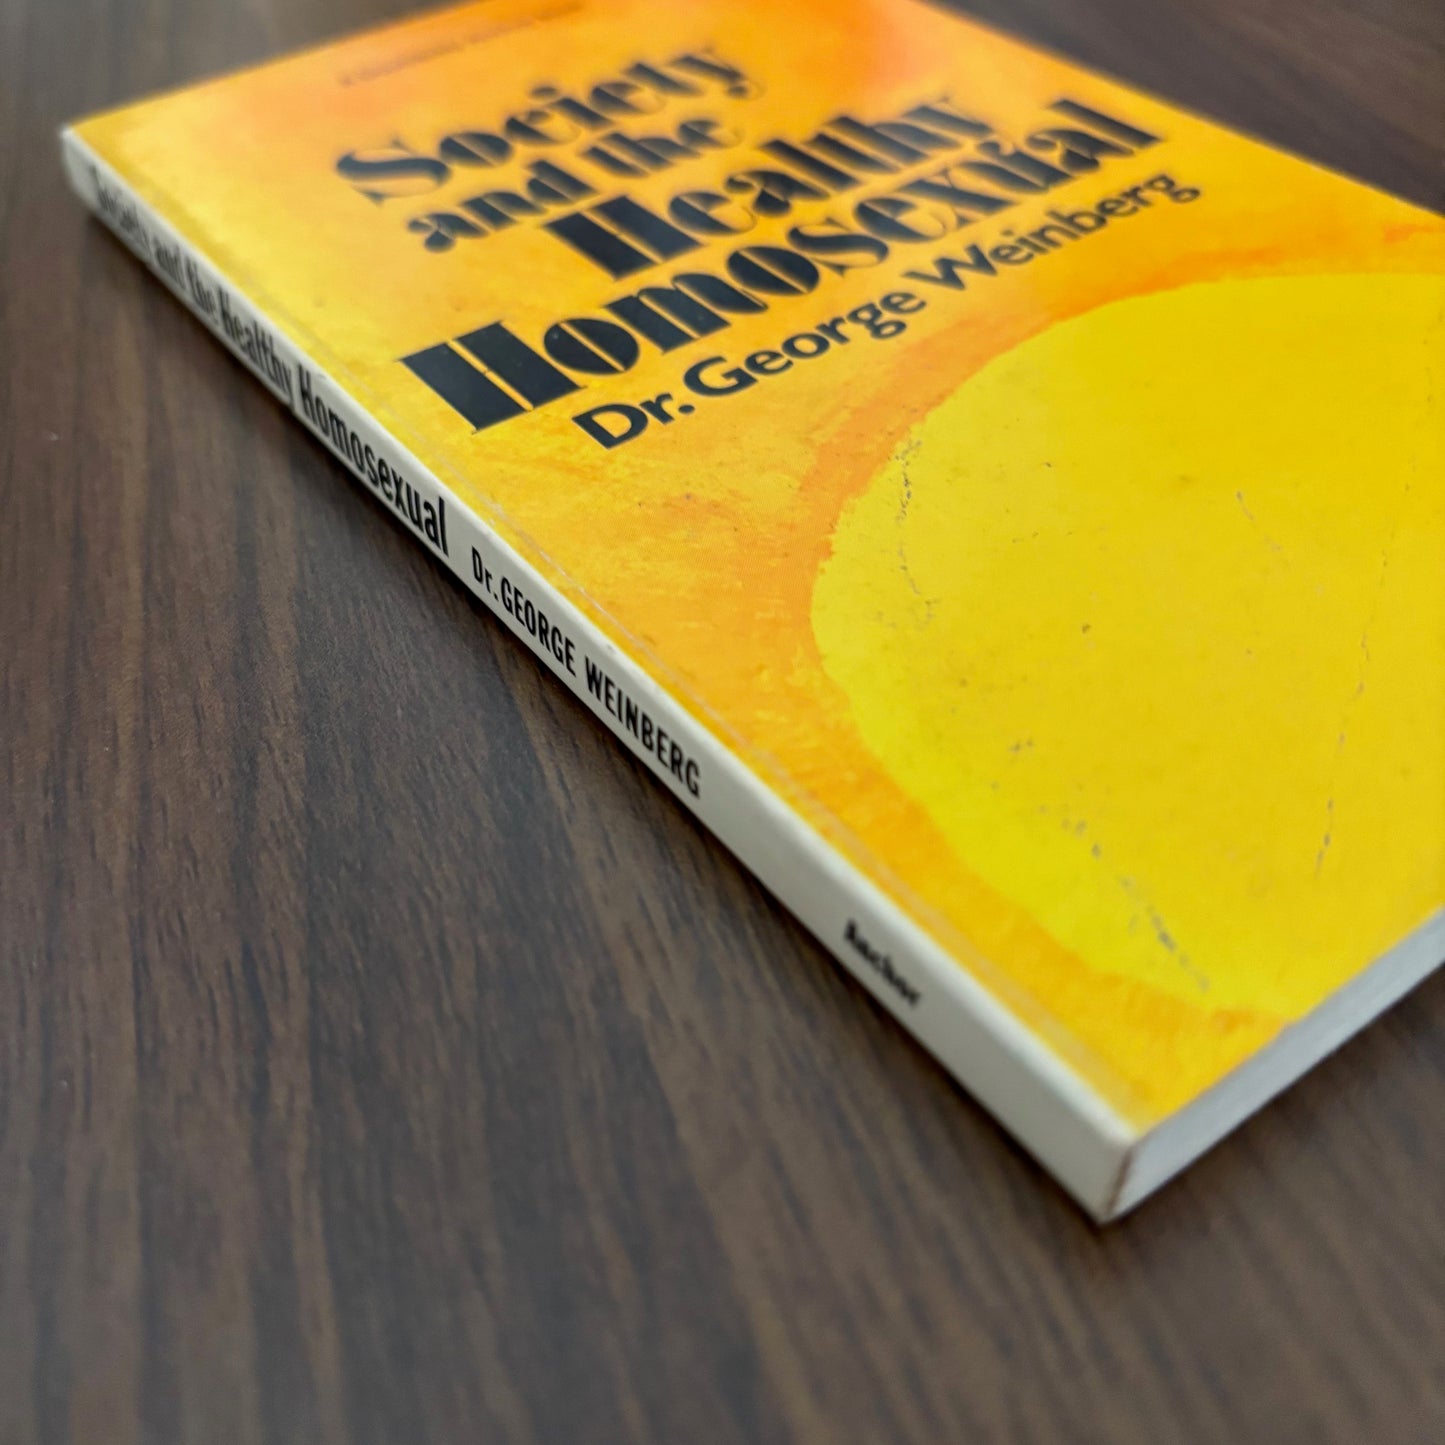 Society
and the
Healthy
Homosexual
Dr. George Weinberg
Society and the Healthy Homosexual Dr. GEORGE WEINBERG Anchor